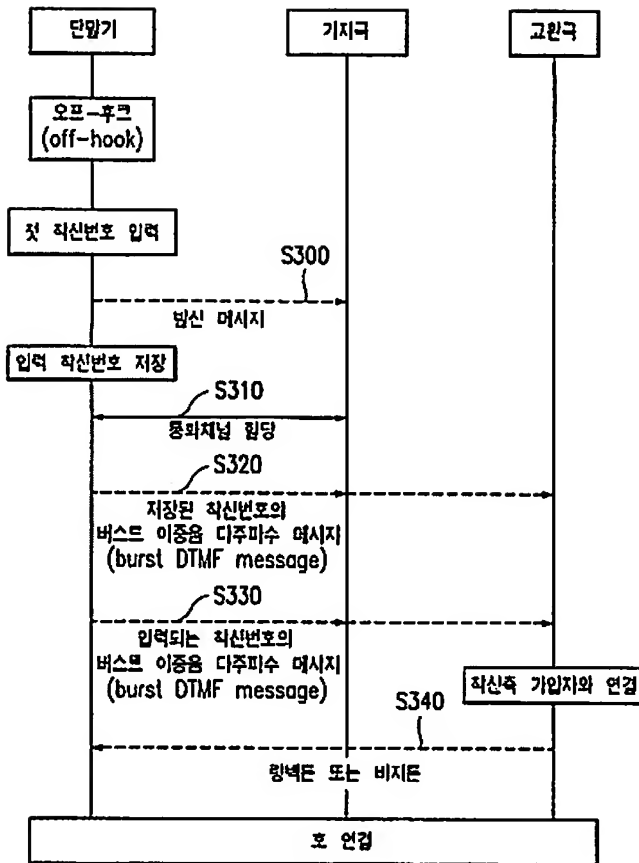 단말기
기지국
교환국
오프-후크
(off-hook)
첫 착신번호 입력
S300
발신 메시지
입력 착신번호 저장
S310
통화채널 할당
S320
저장된 착신번호의
버스트 이중음 다주파수 메시지
(burst DTMF message)
S330
입력되는 착신번호의
버스트 이중음 다주파수 메시지
(burst DTMF message)
착신측 가입자와 연결
S340
링백톤 또는 비지톤
호 연결